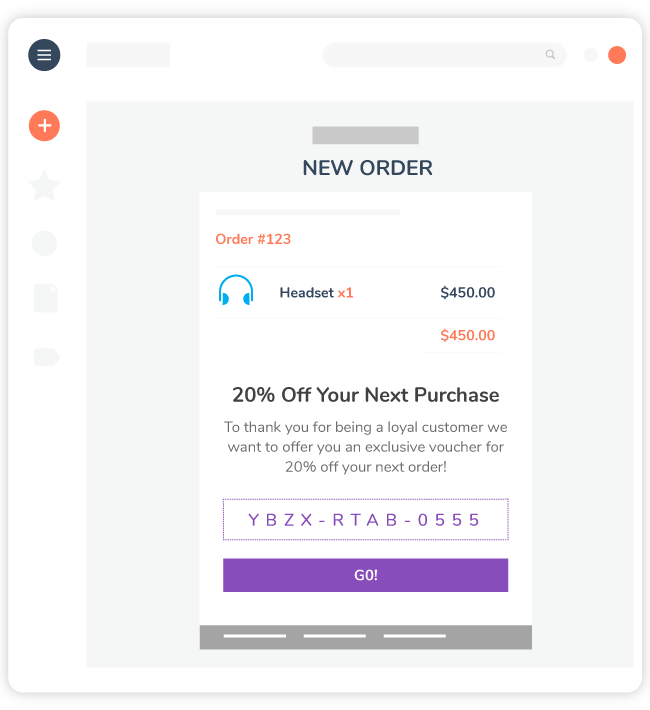 NEW ORDER
Order #123
Headset x1 $450.00
$450.00
20% Off Your Next Purchase
To thank you for being a loyal customer we
want to offer you an exclusive voucher for
20% off your next order!
YBZX-RTAB-0555
G0!